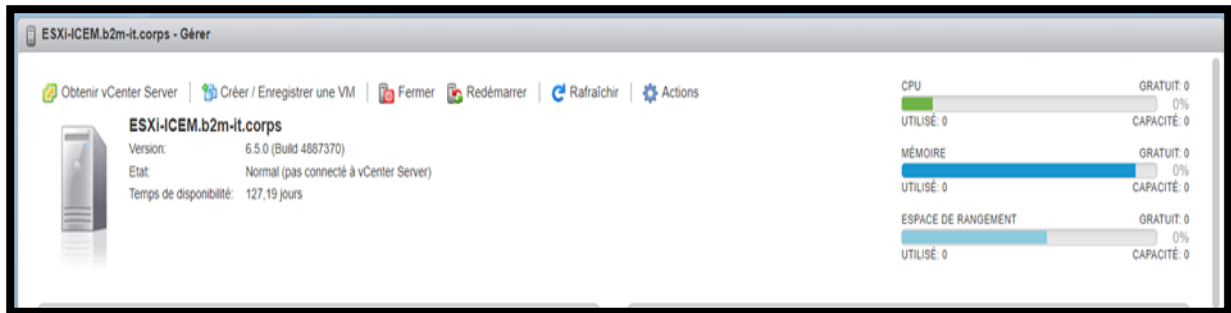 ESXi-ICEM.b2m-it.corps - Gérer
Obtenir vCenter Server | Créer / Enregistrer une VM | Fermer Redémarrer | Rafraîchir | Actions
ESXi-ICEM.b2m-it.corps
Version: 6.5.0 (Build 4887370)
Etat: Normal (pas connecté à vCenter Server)
Temps de disponibilité: 127,19 jours
CPU GRATUIT: 0
0%
UTILISÉ: 0 CAPACITÉ: 0
MÉMOIRE GRATUIT: 0
0%
UTILISÉ: 0 CAPACITÉ: 0
ESPACE DE RANGEMENT GRATUIT: 0
0%
UTILISÉ: 0 CAPACITÉ: 0